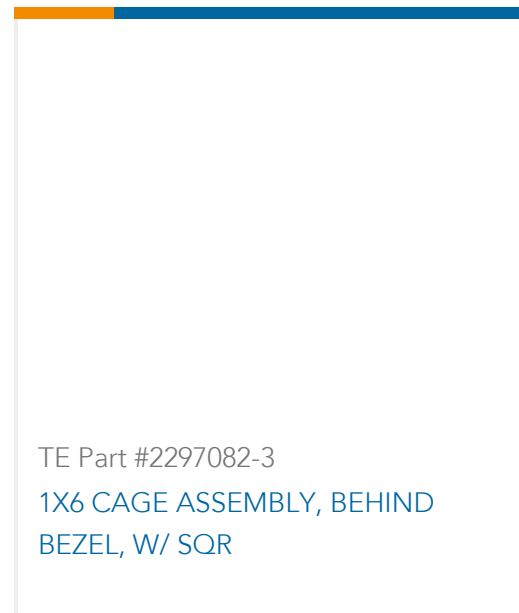 TE Part #2297082-3
1X6 CAGE ASSEMBLY, BEHIND
BEZEL, W/ SQR